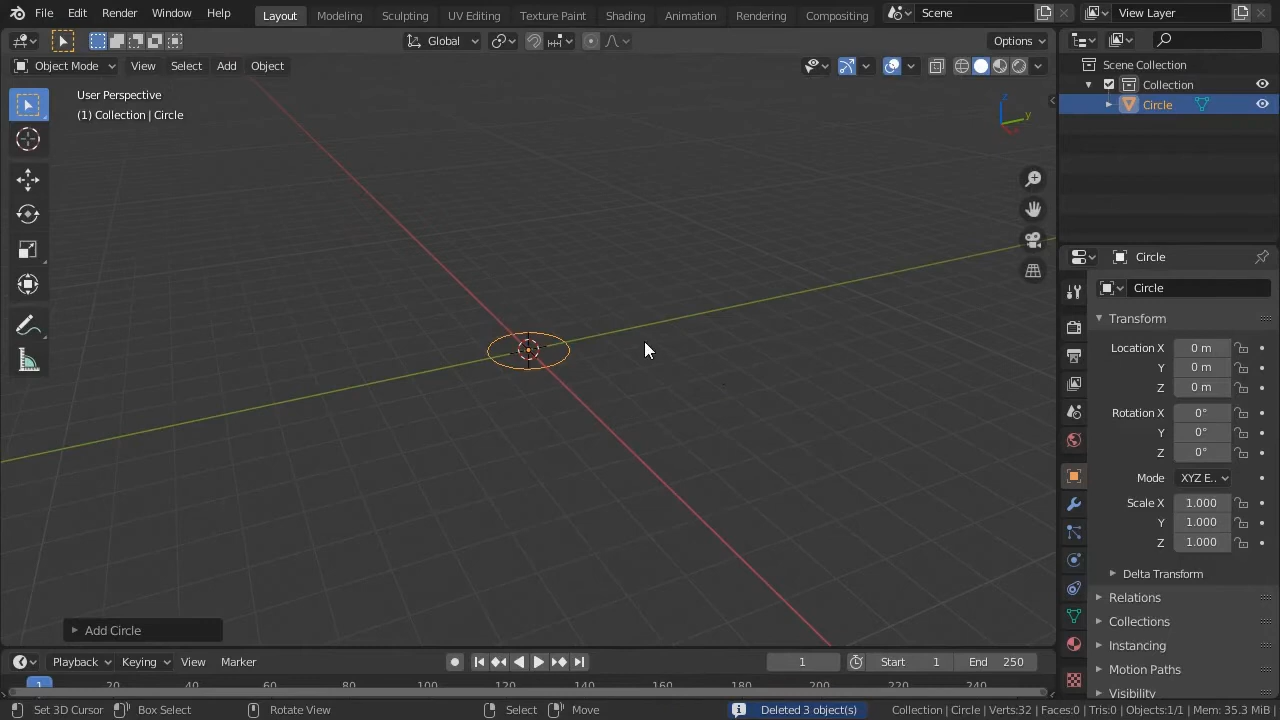 File Edit Render Window Help Layout Modeling Sculpting UV Editing Texture Paint Shading Animation Rendering Compositing Scene View Layer
Global Options
Object Mode View Select Add Object
User Perspective
(1) Collection | Circle
Scene Collection
Collection
Circle
z
y
Circle
Circle
Transform
Location X 0 m
Y 0 m
Z 0 m
Rotation X 0°
Y 0°
Z 0°
Mode XYZ E..
Scale X 1.000
Y 1.000
Z 1.000
Delta Transform
Relations
Collections
Instancing
Motion Paths
Visibility
Add Circle
Playback Keying View Marker 1 Start 1 End 250
1 20 40 60 80 100 120 140 160 180 200 220 240
Set 3D Cursor Box Select Rotate View Select Move Deleted 3 object(s) Collection | Circle | Verts:32 | Faces:0 | Tris:0 | Objects:1/1 | Mem: 35.3 MiB